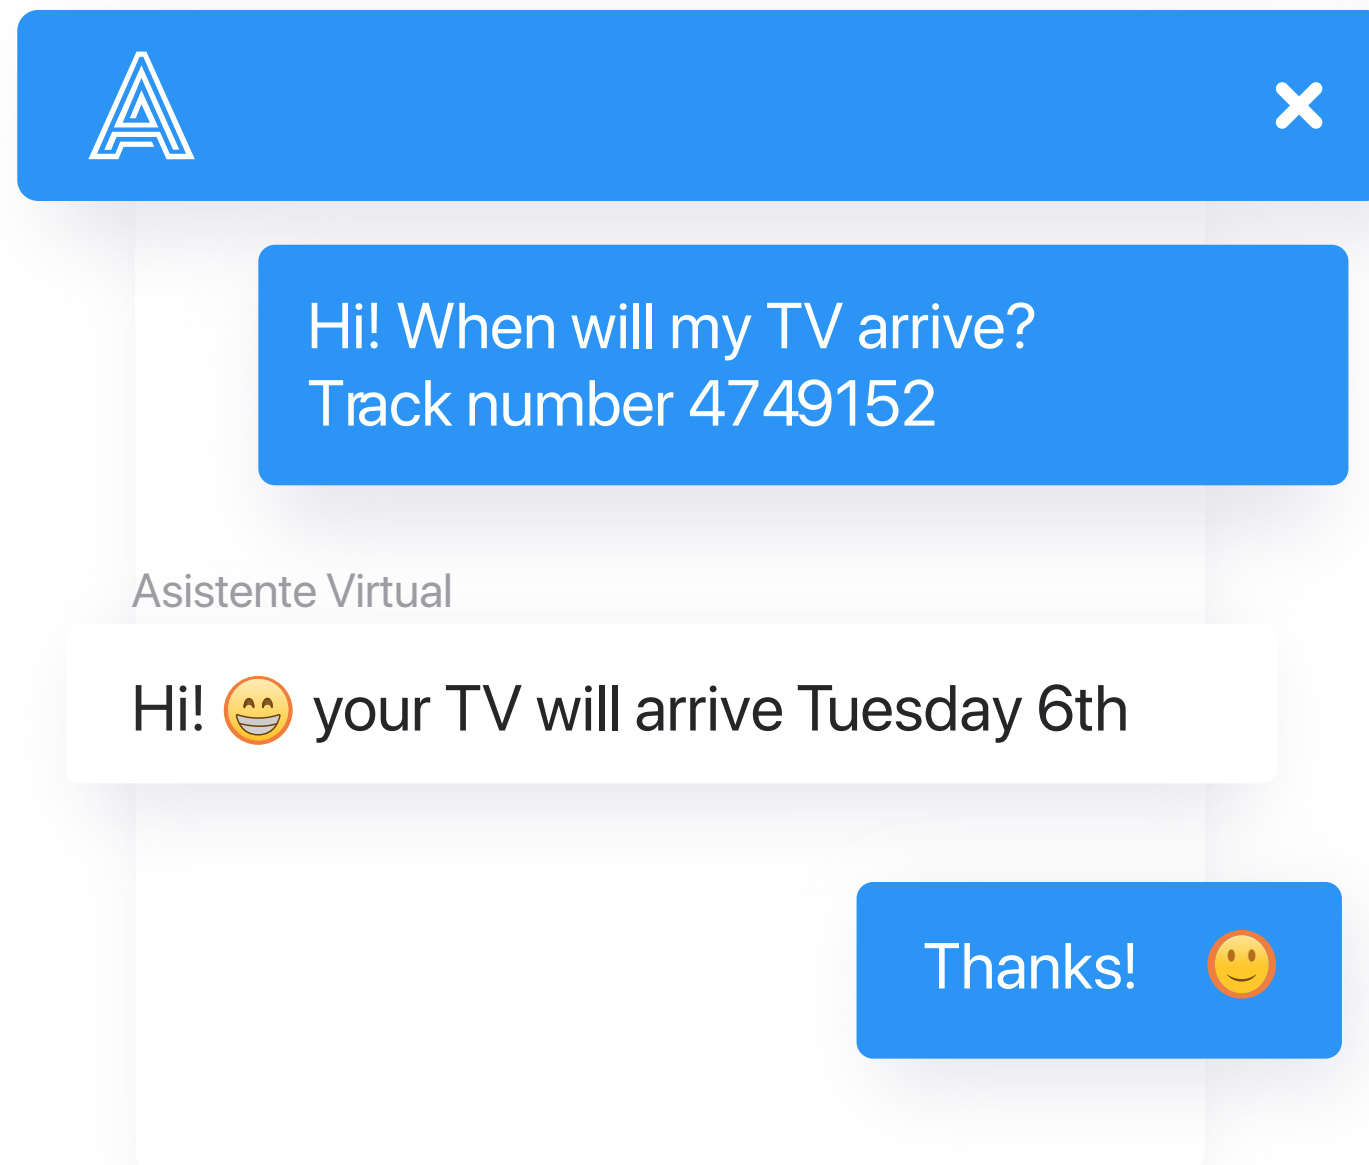 A
Hi! When will my TV arrive?
Track number 4749152
Asistente Virtual
Hi! 😁 your TV will arrive Tuesday 6th
Thanks! 🙂